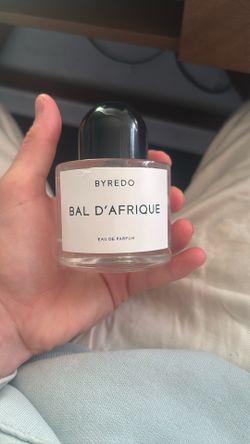 BYREDO
BAL D'AFRIQUE
EAU DE PARFUM